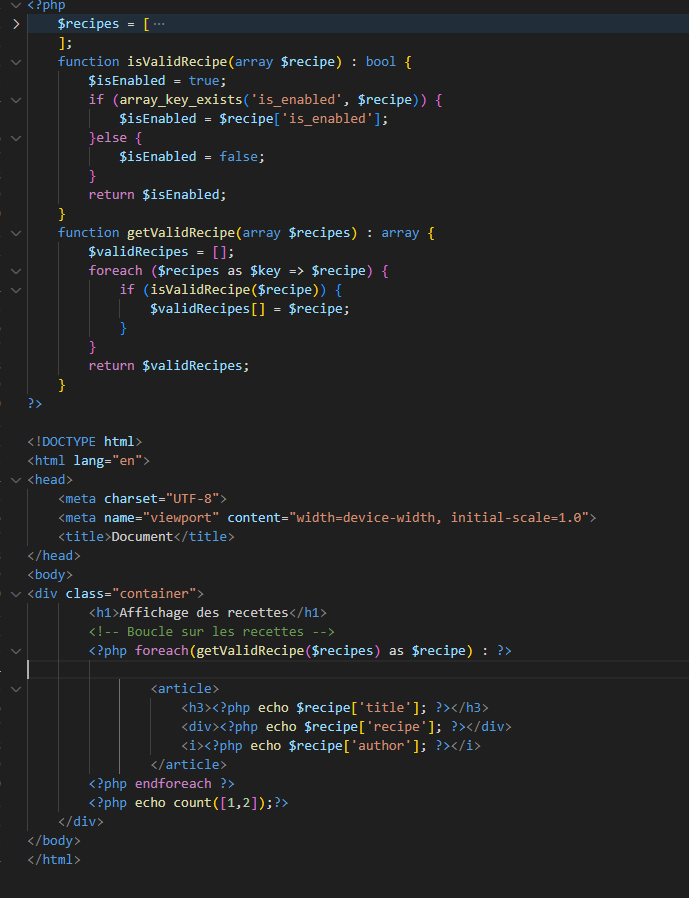 <?php
$recipes = [ ···
];
function isValidRecipe(array $recipe) : bool {
$isEnabled = true;
if (array_key_exists('is_enabled', $recipe)) {
$isEnabled = $recipe['is_enabled'];
}else {
$isEnabled = false;
}
return $isEnabled;
}
function getValidRecipe(array $recipes) : array {
$validRecipes = [];
foreach ($recipes as $key => $recipe) {
if (isValidRecipe($recipe)) {
$validRecipes[] = $recipe;
}
}
return $validRecipes;
}
?>
<!DOCTYPE html>
<html lang="en">
<head>
<meta charset="UTF-8">
<meta name="viewport" content="width=device-width, initial-scale=1.0">
<title>Document</title>
</head>
<body>
<div class="container">
<h1>Affichage des recettes</h1>
<!-- Boucle sur les recettes -->
<?php foreach(getValidRecipe($recipes) as $recipe) : ?>
<article>
<h3><?php echo $recipe['title']; ?></h3>
<div><?php echo $recipe['recipe']; ?></div>
<i><?php echo $recipe['author']; ?></i>
</article>
<?php endforeach ?>
<?php echo count([1,2]);?>
</div>
</body>
</html>